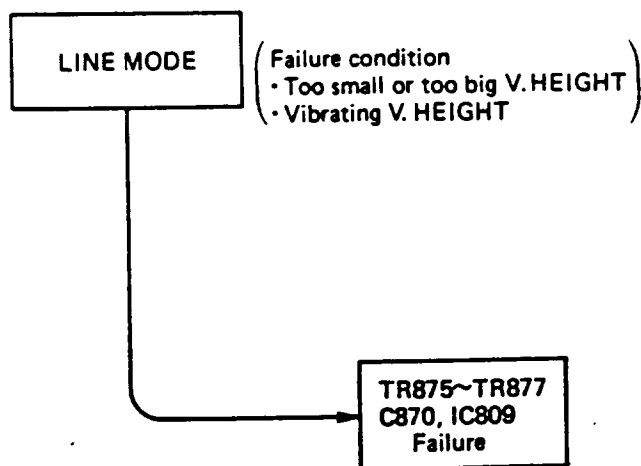 LINE MODE
Failure condition
· Too small or too big V. HEIGHT
· Vibrating V. HEIGHT
TR875~TR877
C870, IC809
Failure